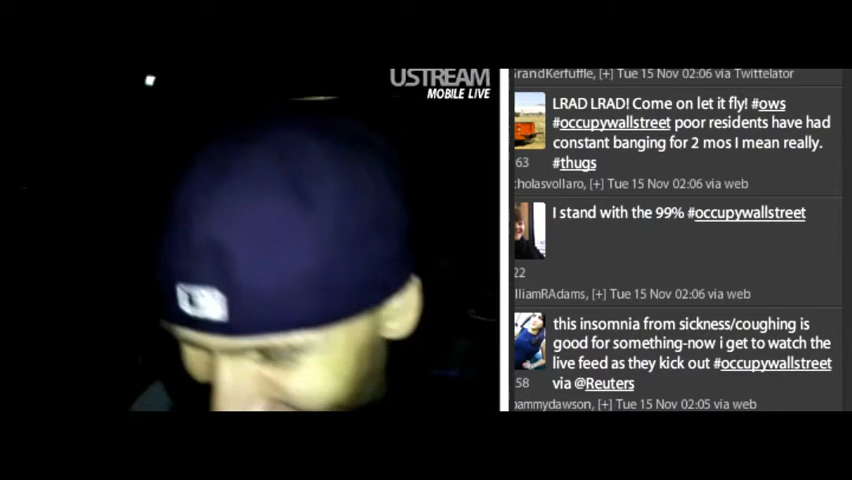 USTREAM
MOBILE LIVE
randKerfuffle, [+] Tue 15 Nov 02:06 via Twittelator
LRAD LRAD! Come on let it fly! #ows
#occupywallstreet poor residents have had
constant banging for 2 mos I mean really.
#thugs
63
cholasvollaro, [+] Tue 15 Nov 02:06 via web
I stand with the 99% #occupywallstreet
22
lliamRAdams, [+] Tue 15 Nov 02:06 via web
this insomnia from sickness/coughing is
good for something-now i get to watch the
live feed as they kick out #occupywallstreet
via @Reuters
58
ammydawson, [+] Tue 15 Nov 02:05 via web